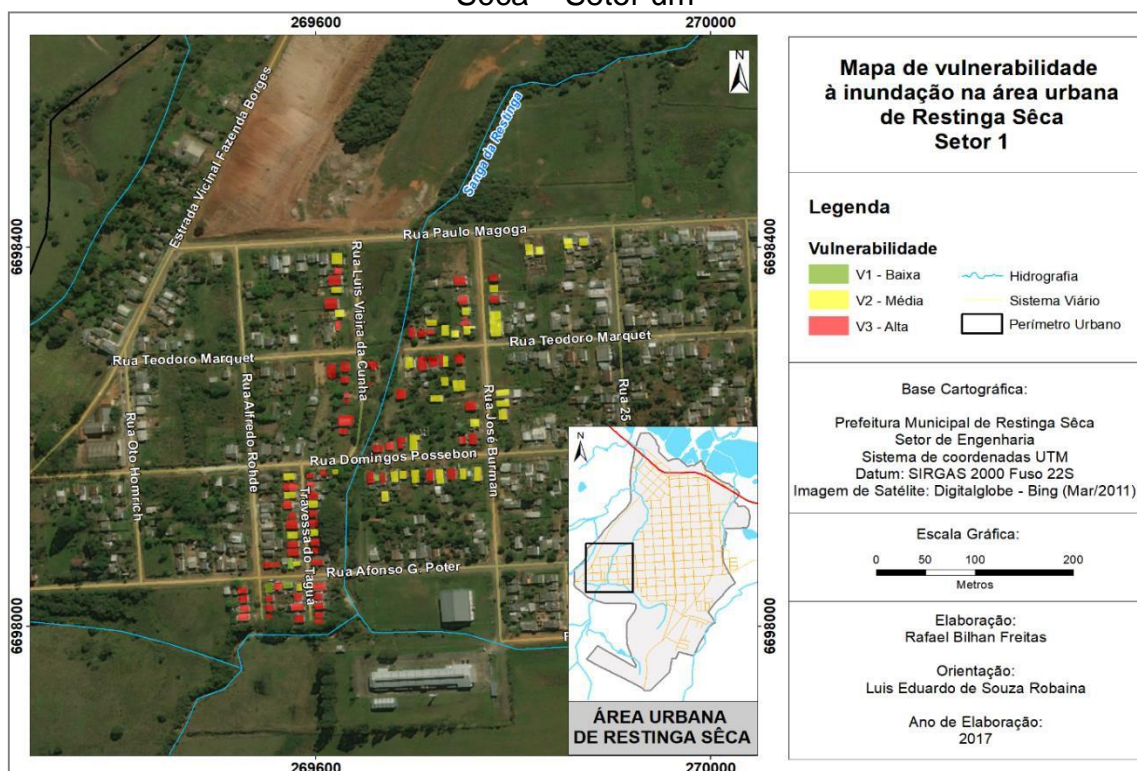 Sêca – Setor um
269600
270000
N
Estrada Vicinal Fazenda Borges
Sanga da Restinga
6698400
6698400
Rua Paulo Magoga
Rua Luis Vieira da Cunha
Rua Teodoro Marquet
Rua Teodoro Marquet
Rua Oto Homrich
Rua Alfredo Rohde
Rua José Burman
Rua 25
Rua Domingos Possebon
Travessa do Taguá
Rua Afonso G. Poter
6698000
6698000
N
ÁREA URBANA
DE RESTINGA SÊCA
269600
270000
Mapa de vulnerabilidade
à inundação na área urbana
de Restinga Sêca
Setor 1
Legenda
Vulnerabilidade
V1 - Baixa
V2 - Média
V3 - Alta
Hidrografia
Sistema Viário
Perímetro Urbano
Base Cartográfica:
Prefeitura Municipal de Restinga Sêca
Setor de Engenharia
Sistema de coordenadas UTM
Datum: SIRGAS 2000 Fuso 22S
Imagem de Satélite: Digitalglobe - Bing (Mar/2011)
Escala Gráfica:
0 50 100 200
Metros
Elaboração:
Rafael Bilhan Freitas
Orientação:
Luis Eduardo de Souza Robaina
Ano de Elaboração:
2017